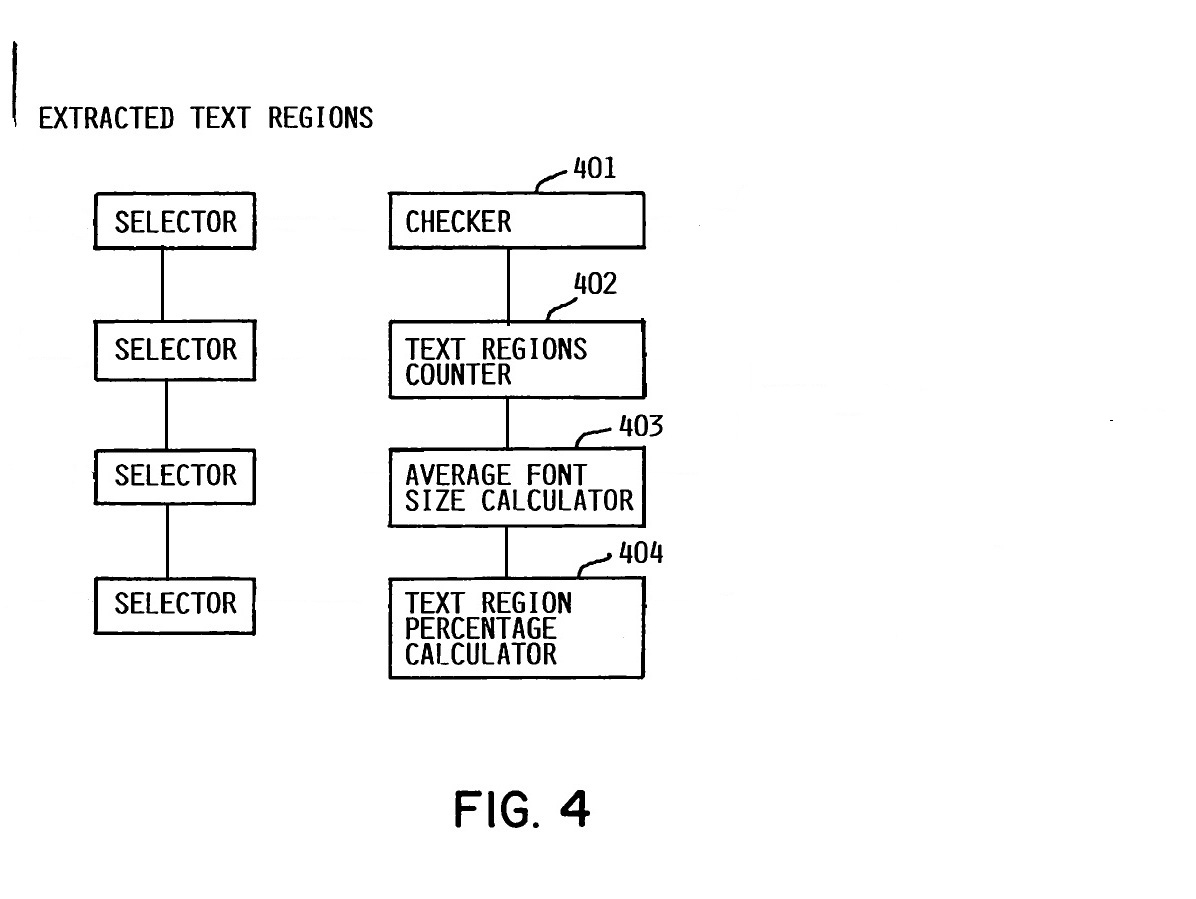 EXTRACTED TEXT REGIONS
SELECTOR
SELECTOR
SELECTOR
SELECTOR
401
CHECKER
402
TEXT REGIONS
COUNTER
403
AVERAGE FONT
SIZE CALCULATOR
404
TEXT REGION
PERCENTAGE
CALCULATOR
FIG. 4